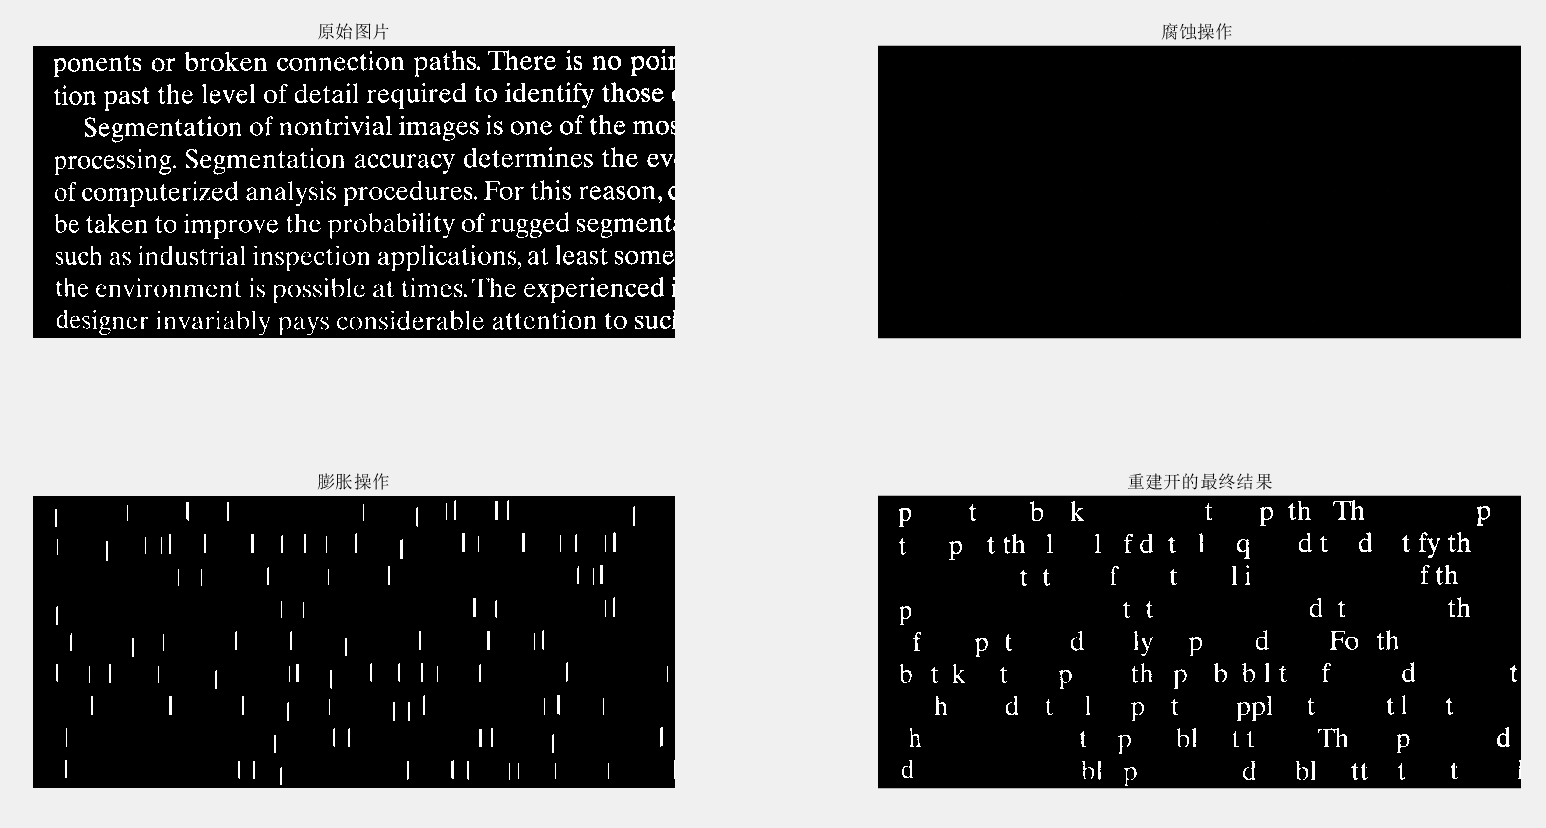 原始图片
ponents or broken connection paths. There is no poin
tion past the level of detail required to identify those
Segmentation of nontrivial images is one of the mos
processing. Segmentation accuracy determines the ev
of computerized analysis procedures. For this reason, c
be taken to improve the probability of rugged segmenta
such as industrial inspection applications, at least some
the environment is possible at times. The experienced i
designer invariably pays considerable attention to such
腐蚀操作
膨胀操作
重建开的最终结果
p t b k t p th Th p
t p t th l l f d t l q d t d t fy th
t t f t l i f th
p t t d t th
f p t d ly p d Fo th
b t k t p th p b b l t f d t
h d t l p t ppl t t l t
h t p bl t t Th p d
d bl p d bl tt t t